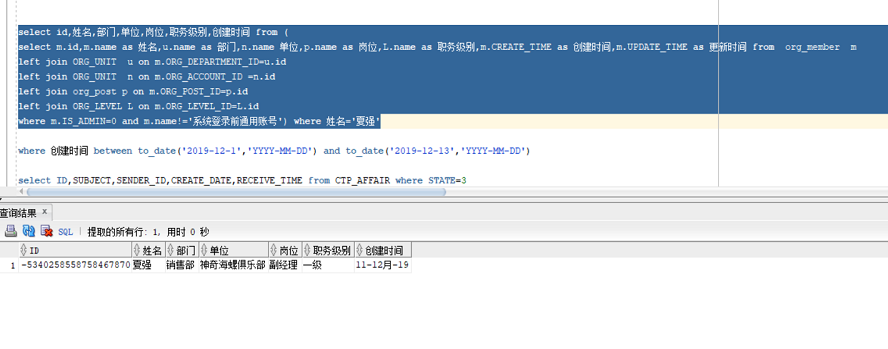 select id,姓名,部门,单位,岗位,职务级别,创建时间 from (
select m.id,m.name as 姓名,u.name as 部门,n.name 单位,p.name as 岗位,L.name as 职务级别,m.CREATE_TIME as 创建时间,m.UPDATE_TIME as 更新时间 from  org_member  m
left join ORG_UNIT  u on m.ORG_DEPARTMENT_ID=u.id
left join ORG_UNIT  n on m.ORG_ACCOUNT_ID =n.id
left join org_post p on m.ORG_POST_ID=p.id
left join ORG_LEVEL L on m.ORG_LEVEL_ID=L.id
where m.IS_ADMIN=0 and m.name!='系统登录前通用账号') where 姓名='夏强'
where 创建时间 between to_date('2019-12-1','YYYY-MM-DD') and to_date('2019-12-13','YYYY-MM-DD')
select ID,SUBJECT,SENDER_ID,CREATE_DATE,RECEIVE_TIME from CTP_AFFAIR where STATE=3
查询结果 x
SQL | 提取的所有行: 1, 用时 0 秒
ID 姓名 部门 单位 岗位 职务级别 创建时间
1 -5340258558758467870 夏强 销售部 神奇海螺俱乐部 副经理 一级 11-12月-19